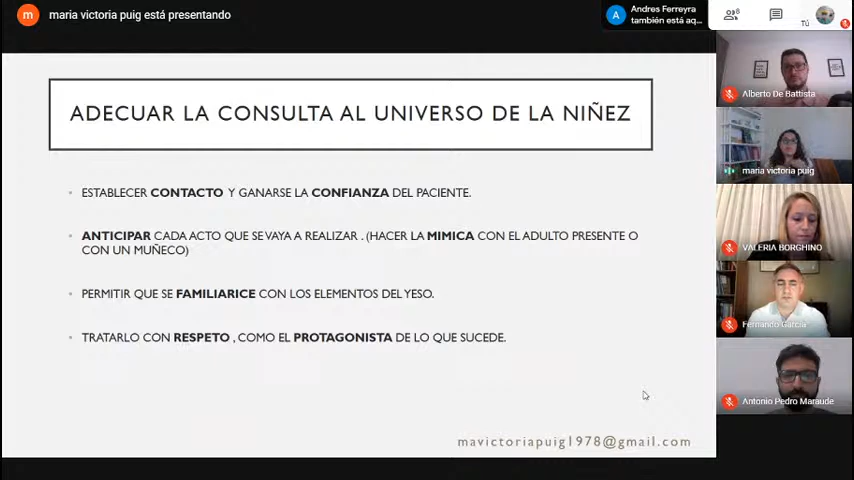 m
maria victoria puig está presentando
A
Andres Ferreyra
también está aq...
8
Tú
ADECUAR LA CONSULTA AL UNIVERSO DE LA NIÑEZ
• ESTABLECER CONTACTO Y GANARSE LA CONFIANZA DEL PACIENTE.
• ANTICIPAR CADA ACTO QUE SE VAYA A REALIZAR . (HACER LA MIMICA CON EL ADULTO PRESENTE O
CON UN MUÑECO)
• PERMITIR QUE SE FAMILIARICE CON LOS ELEMENTOS DEL YESO.
• TRATARLO CON RESPETO , COMO EL PROTAGONISTA DE LO QUE SUCEDE.
mavictoriapuig1978@gmail.com
Alberto De Battista
maria victoria puig
VALERIA BORGHINO
Fernando García
Antonio Pedro Maraude